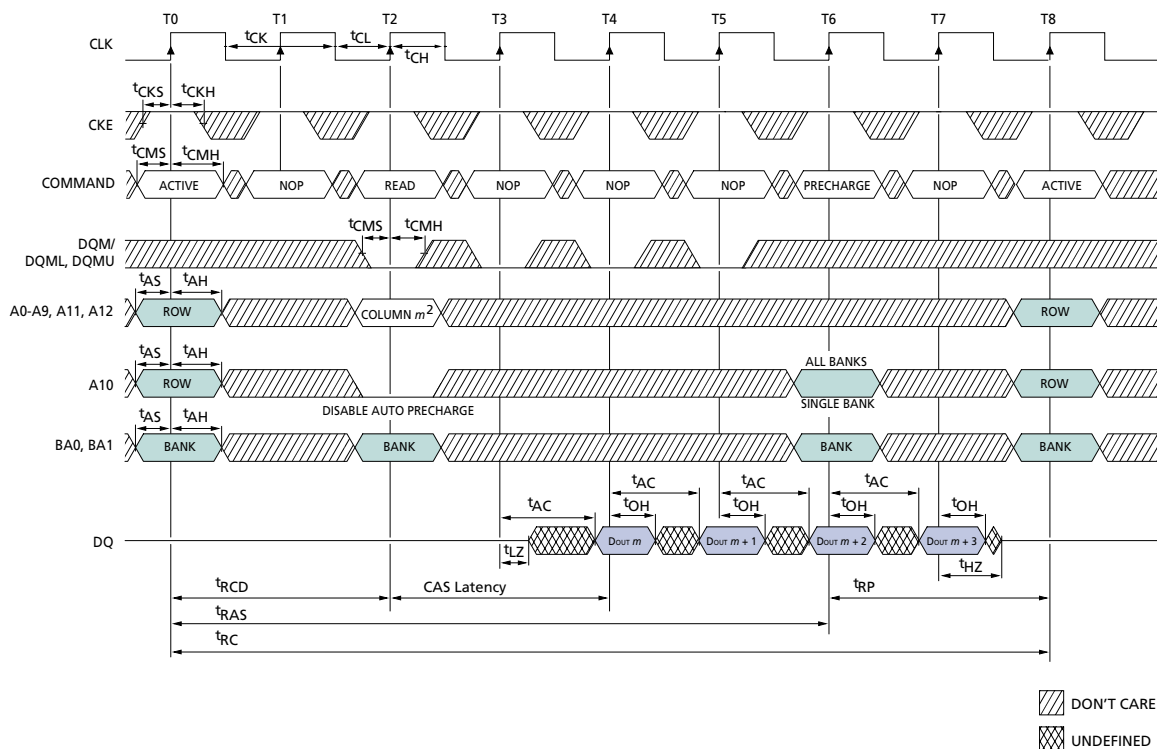 T0 T1 T2 T3 T4 T5 T6 T7 T8
CLK
tCK tCL
tCH
tCKS tCKH
CKE
tCMS tCMH
COMMAND ACTIVE NOP READ NOP NOP NOP PRECHARGE NOP ACTIVE
tCMS tCMH
DQM/
DQML, DQMU
tAS tAH
A0-A9, A11, A12 ROW COLUMN m2 ROW
tAS tAH
ALL BANKS
A10 ROW ROW
DISABLE AUTO PRECHARGE SINGLE BANK
tAS tAH
BA0, BA1 BANK BANK BANK BANK
tAC tAC tAC
tAC tOH tOH tOH tOH
DQ DOUT m DOUT m + 1 DOUT m + 2 DOUT m + 3
tLZ tHZ
tRCD CAS Latency tRP
tRAS
tRC
DON'T CARE
UNDEFINED